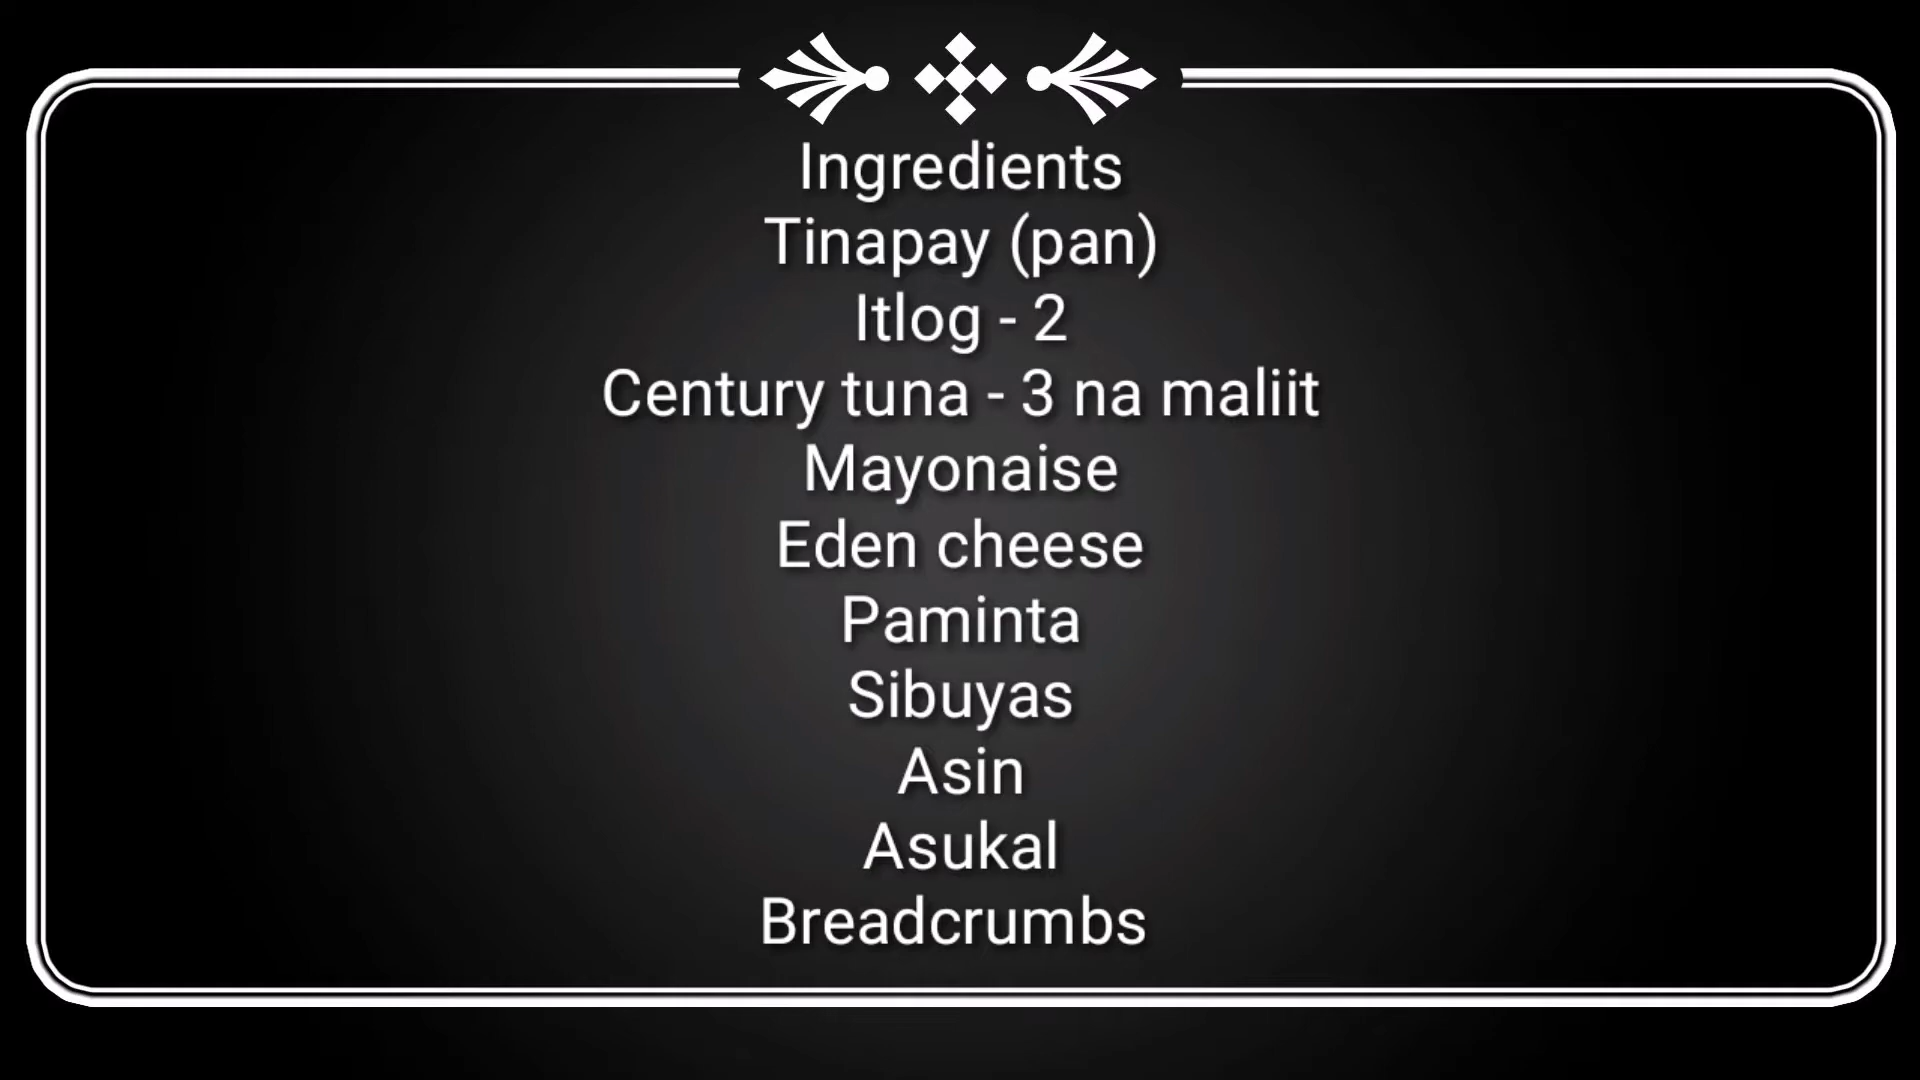 Ingredients
Tinapay (pan)
Itlog - 2
Century tuna - 3 na maliit
Mayonaise
Eden cheese
Paminta
Sibuyas
Asin
Asukal
Breadcrumbs